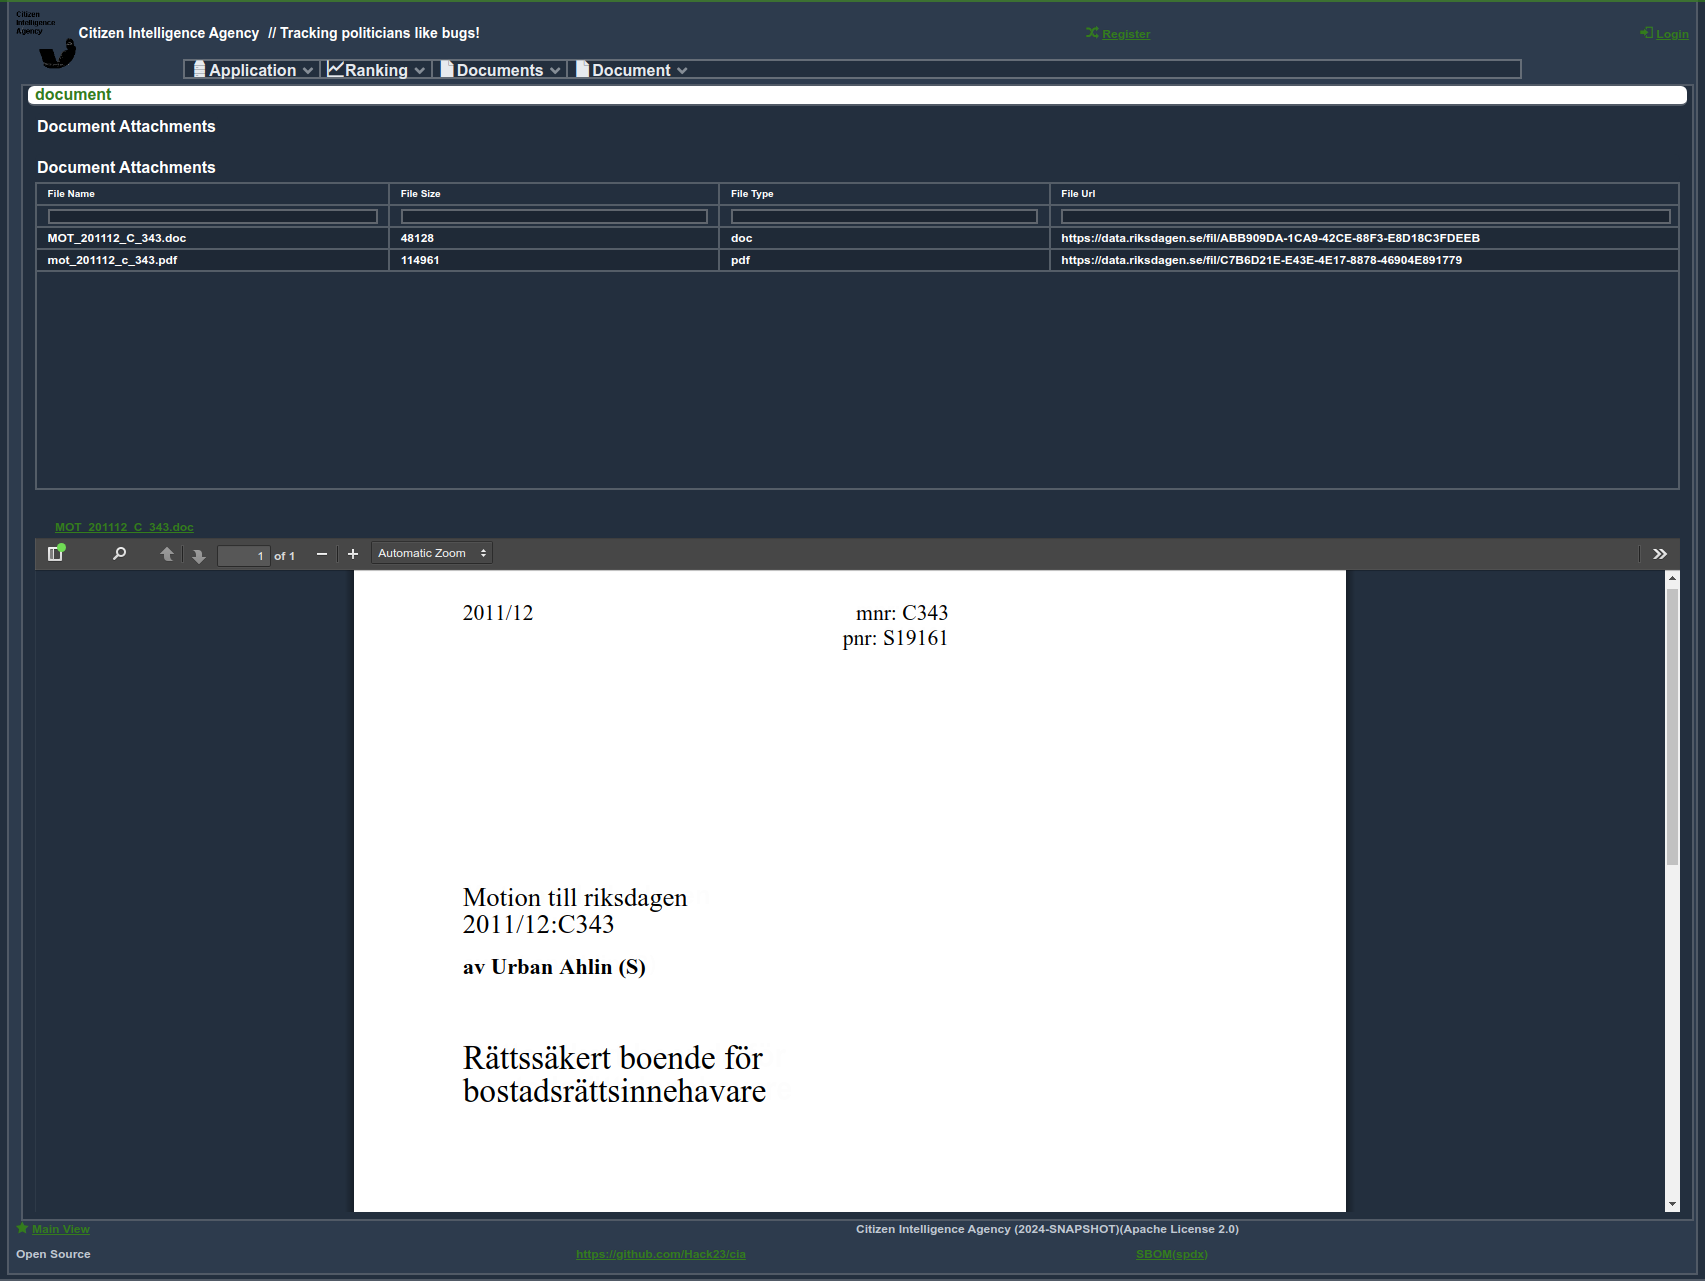 Citizen
Intelligence
Agency
Citizen Intelligence Agency // Tracking politicians like bugs!
Register
Login
Application
Ranking
Documents
Document
document
Document Attachments
Document Attachments
File Name File Size File Type File Url
MOT_201112_C_343.doc 48128 doc https://data.riksdagen.se/fil/ABB909DA-1CA9-42CE-88F3-E8D18C3FDEEB
mot_201112_c_343.pdf 114961 pdf https://data.riksdagen.se/fil/C7B6D21E-E43E-4E17-8878-46904E891779
MOT_201112_C_343.doc
1 of 1 Automatic Zoom
2011/12 mnr: C343
pnr: S19161
Motion till riksdagen
2011/12:C343
av Urban Ahlin (S)
Rättssäkert boende för
bostadsrättsinnehavare
Main View Citizen Intelligence Agency (2024-SNAPSHOT)(Apache License 2.0)
Open Source https://github.com/Hack23/cia SBOM(spdx)